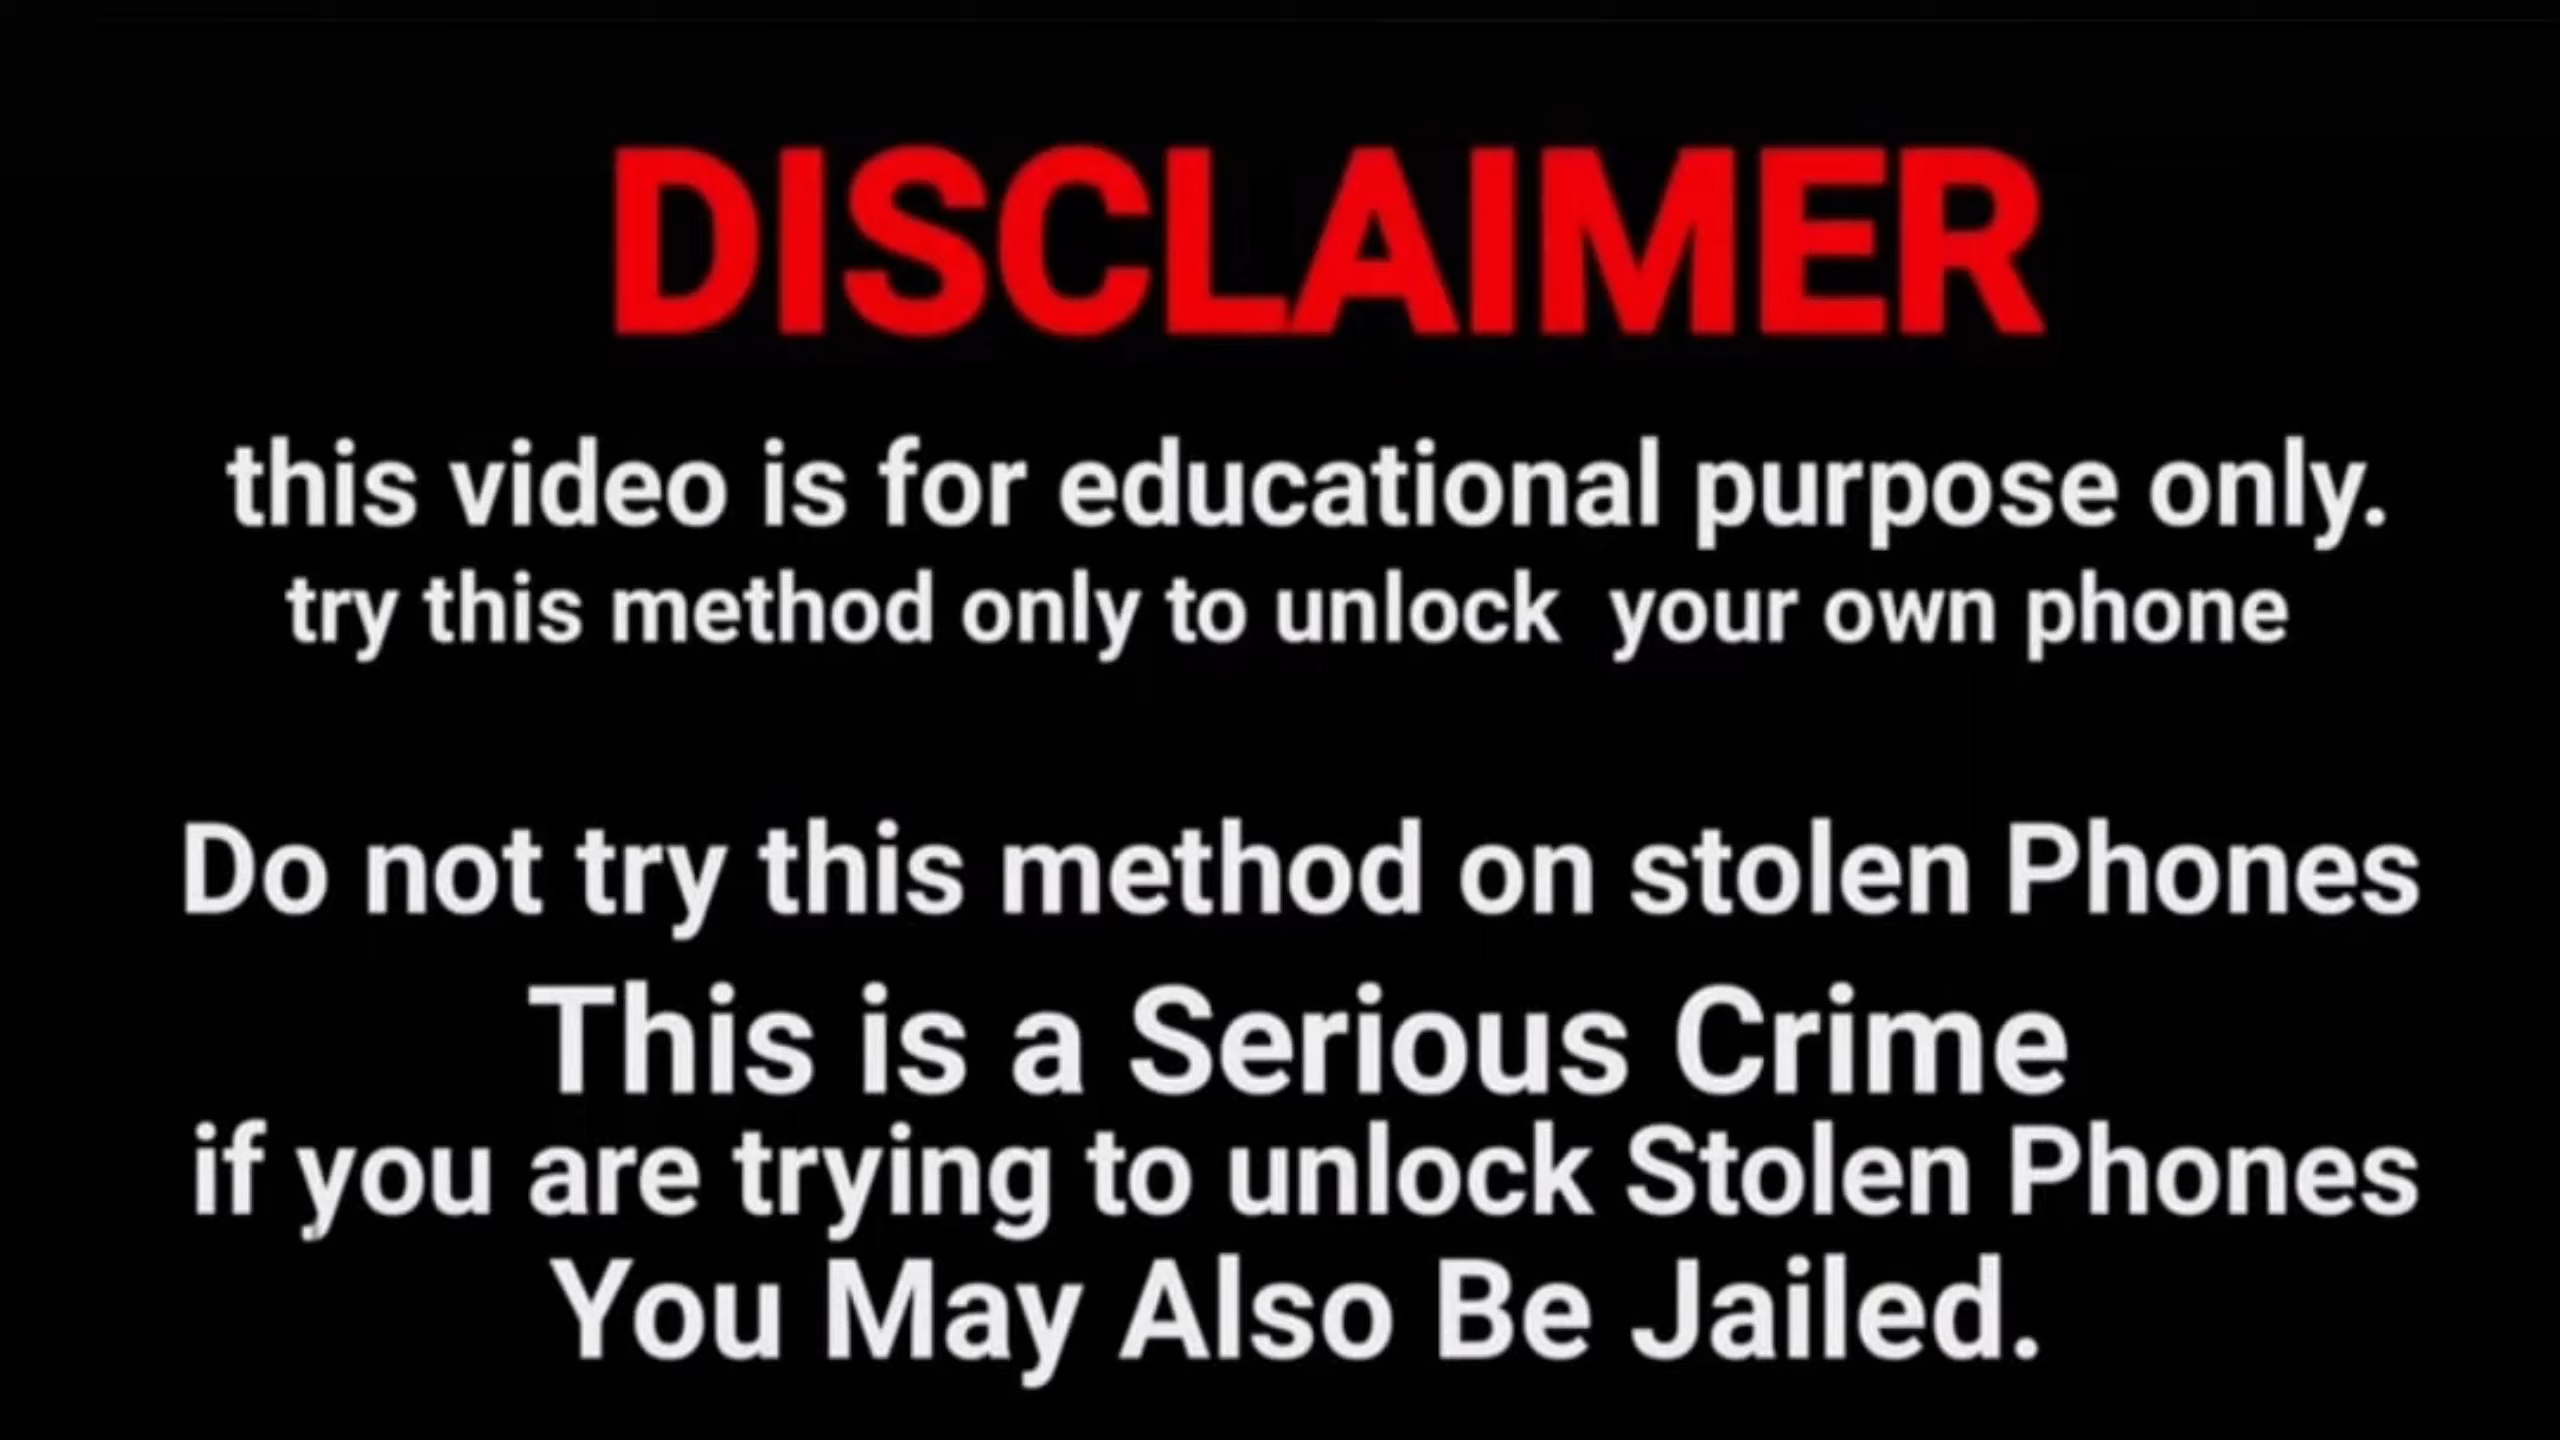 DISCLAIMER
this video is for educational purpose only.
try this method only to unlock your own phone
Do not try this method on stolen Phones
This is a Serious Crime
if you are trying to unlock Stolen Phones
You May Also Be Jailed.